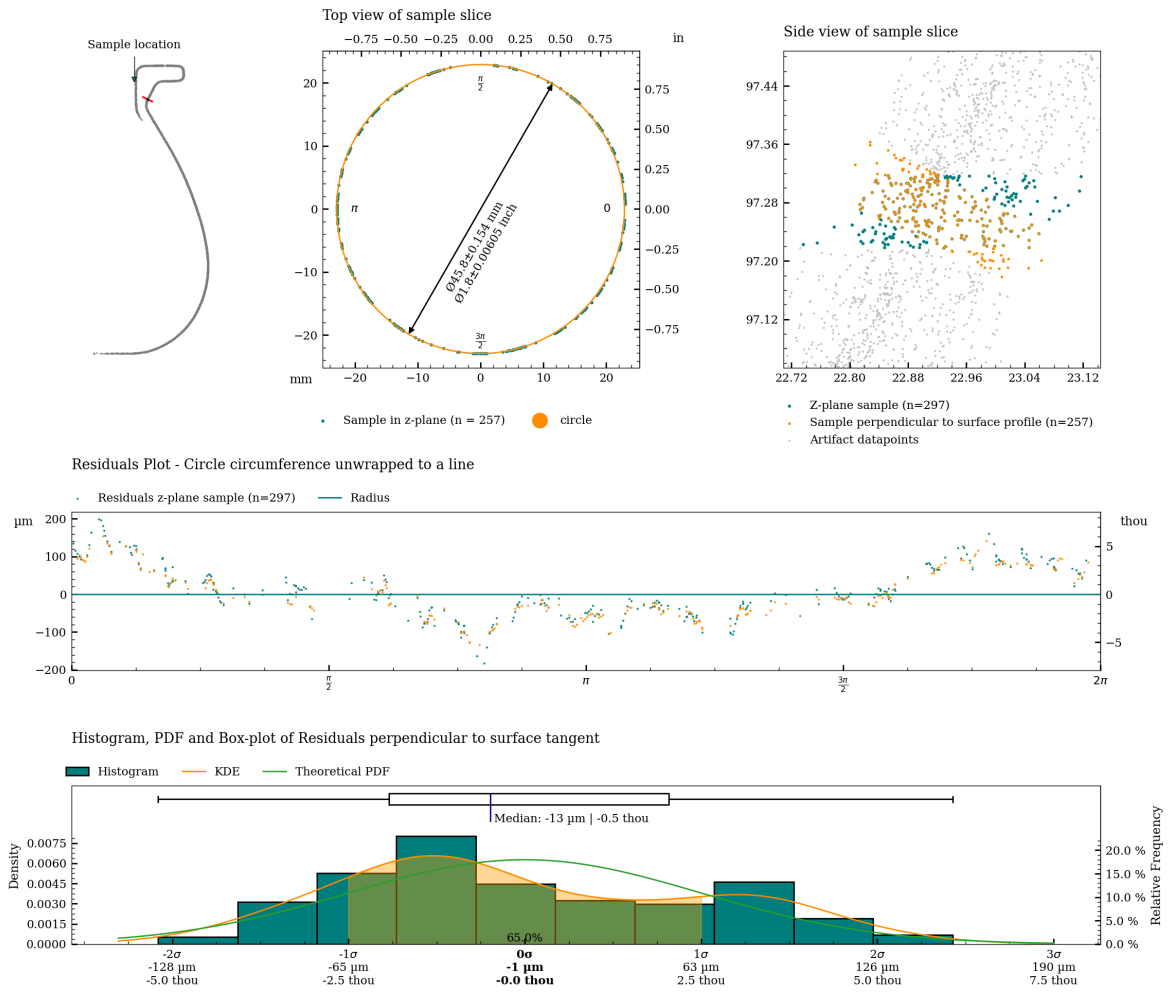 Sample location
Top view of sample slice
−0.75 −0.50 −0.25 0.00 0.25 0.50 0.75 in
20 10 0 −10 −20
0.75 0.50 0.25 0.00 −0.25 −0.50 −0.75
π/2
π 0
3π/2
Ø45.8±0.154 mm
Ø1.8±0.00605 inch
mm −20 −10 0 10 20
Sample in z-plane (n = 257) circle
Side view of sample slice
97.44
97.36
97.28
97.20
97.12
22.72 22.80 22.88 22.96 23.04 23.12
Z-plane sample (n=297)
Sample perpendicular to surface profile (n=257)
Artifact datapoints
Residuals Plot - Circle circumference unwrapped to a line
Residuals z-plane sample (n=297) Radius
µm thou
200
100
0
−100
−200
5
0
−5
0 π/2 π 3π/2 2π
Histogram, PDF and Box-plot of Residuals perpendicular to surface tangent
Histogram KDE Theoretical PDF
Median: -13 µm | -0.5 thou
Density
0.0075
0.0060
0.0045
0.0030
0.0015
0.0000
Relative Frequency
20.0 %
15.0 %
10.0 %
5.0 %
0.0 %
65.0%
-2σ -1σ 0σ 1σ 2σ 3σ
-128 µm -65 µm -1 µm 63 µm 126 µm 190 µm
-5.0 thou -2.5 thou -0.0 thou 2.5 thou 5.0 thou 7.5 thou